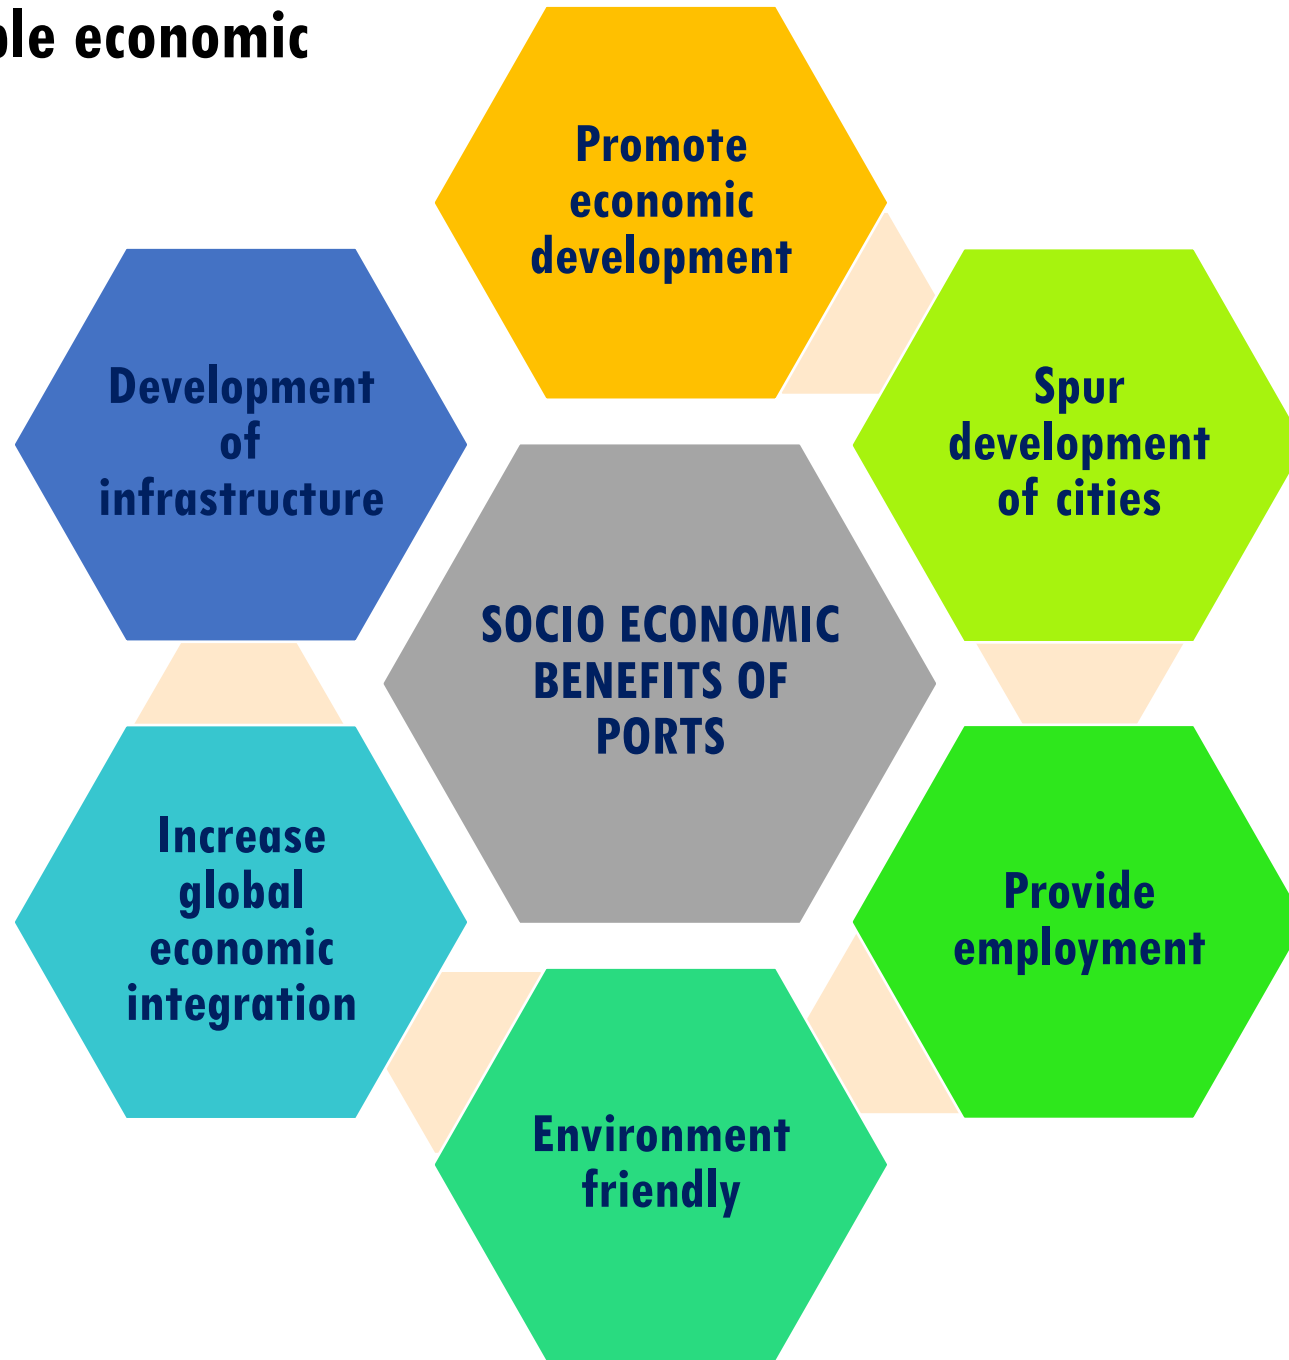 economic
Promote
economic
development
Spur
development
of cities
Provide
employment
Environment
friendly
Increase
global
economic
integration
Development
of
infrastructure
SOCIO ECONOMIC
BENEFITS OF
PORTS